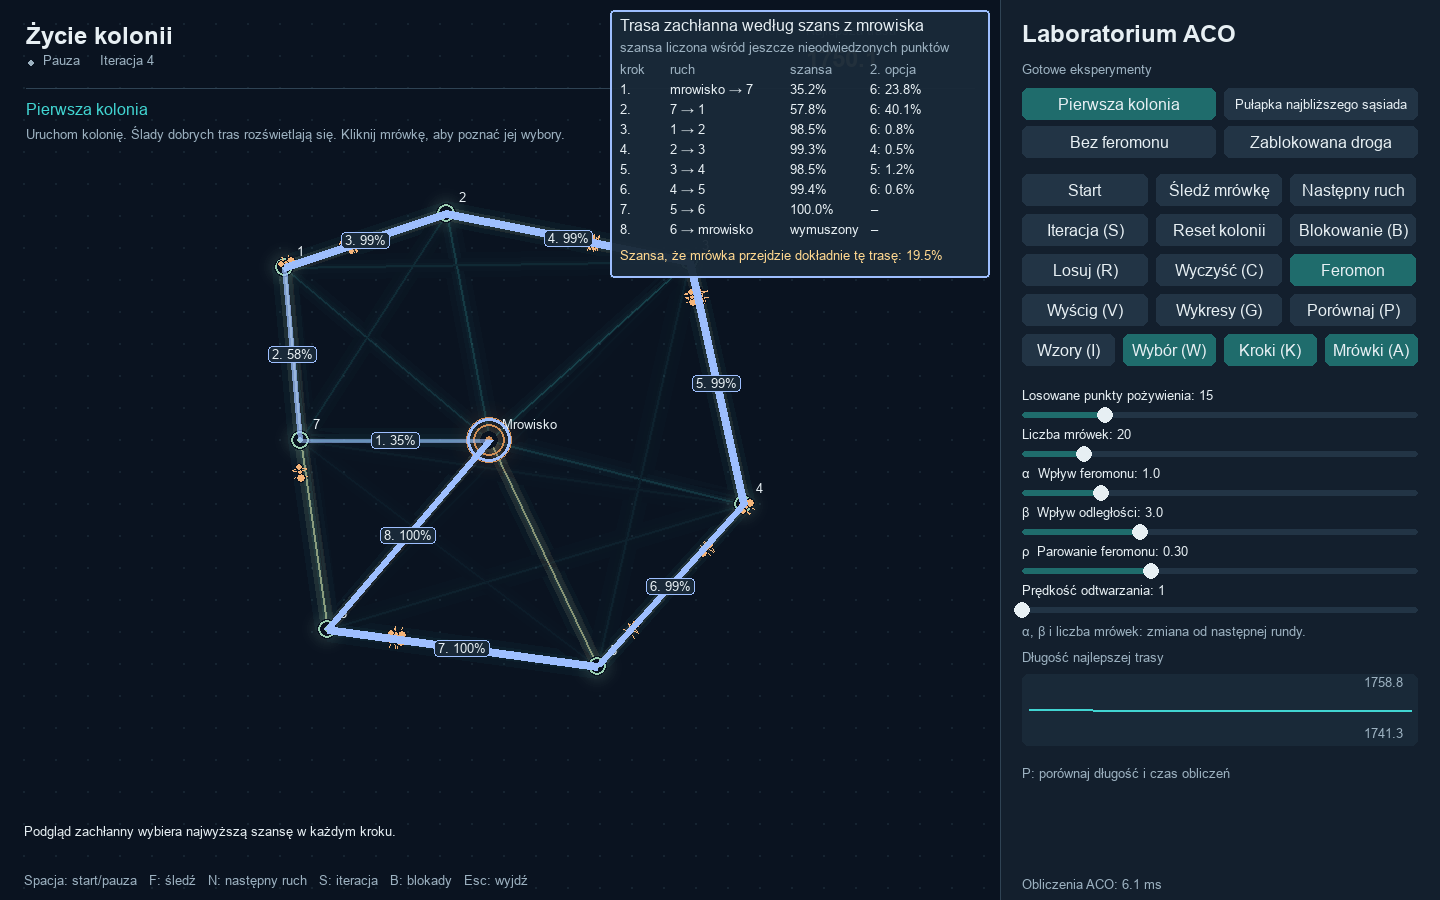 Życie kolonii
Pauza Iteracja 4
Pierwsza kolonia
Uruchom kolonię. Ślady dobrych tras rozświetlają się. Kliknij mrówkę, aby poznać jej wybory.
Trasa zachłanna według szans z mrowiska
szansa liczona wśród jeszcze nieodwiedzonych punktów
krok ruch szansa 2. opcja
1. mrowisko → 7 35.2% 6: 23.8%
2. 7 → 1 57.8% 6: 40.1%
3. 1 → 2 98.5% 6: 0.8%
4. 2 → 3 99.3% 4: 0.5%
5. 3 → 4 98.5% 5: 1.2%
6. 4 → 5 99.4% 6: 0.6%
7. 5 → 6 100.0% –
8. 6 → mrowisko wymuszony –
Szansa, że mrówka przejdzie dokładnie tę trasę: 19.5%
2
1
3. 99%
4. 99%
2. 58%
5. 99%
7
Mrowisko
1. 35%
4
8. 100%
6. 99%
7. 100%
Podgląd zachłanny wybiera najwyższą szansę w każdym kroku.
Spacja: start/pauza F: śledź N: następny ruch S: iteracja B: blokady Esc: wyjdź
Laboratorium ACO
Gotowe eksperymenty
Pierwsza kolonia Pułapka najbliższego sąsiada
Bez feromonu Zablokowana droga
Start Śledź mrówkę Następny ruch
Iteracja (S) Reset kolonii Blokowanie (B)
Losuj (R) Wyczyść (C) Feromon
Wyścig (V) Wykresy (G) Porównaj (P)
Wzory (I) Wybór (W) Kroki (K) Mrówki (A)
Losowane punkty pożywienia: 15
Liczba mrówek: 20
α Wpływ feromonu: 1.0
β Wpływ odległości: 3.0
ρ Parowanie feromonu: 0.30
Prędkość odtwarzania: 1
α, β i liczba mrówek: zmiana od następnej rundy.
Długość najlepszej trasy
1758.8
1741.3
P: porównaj długość i czas obliczeń
Obliczenia ACO: 6.1 ms